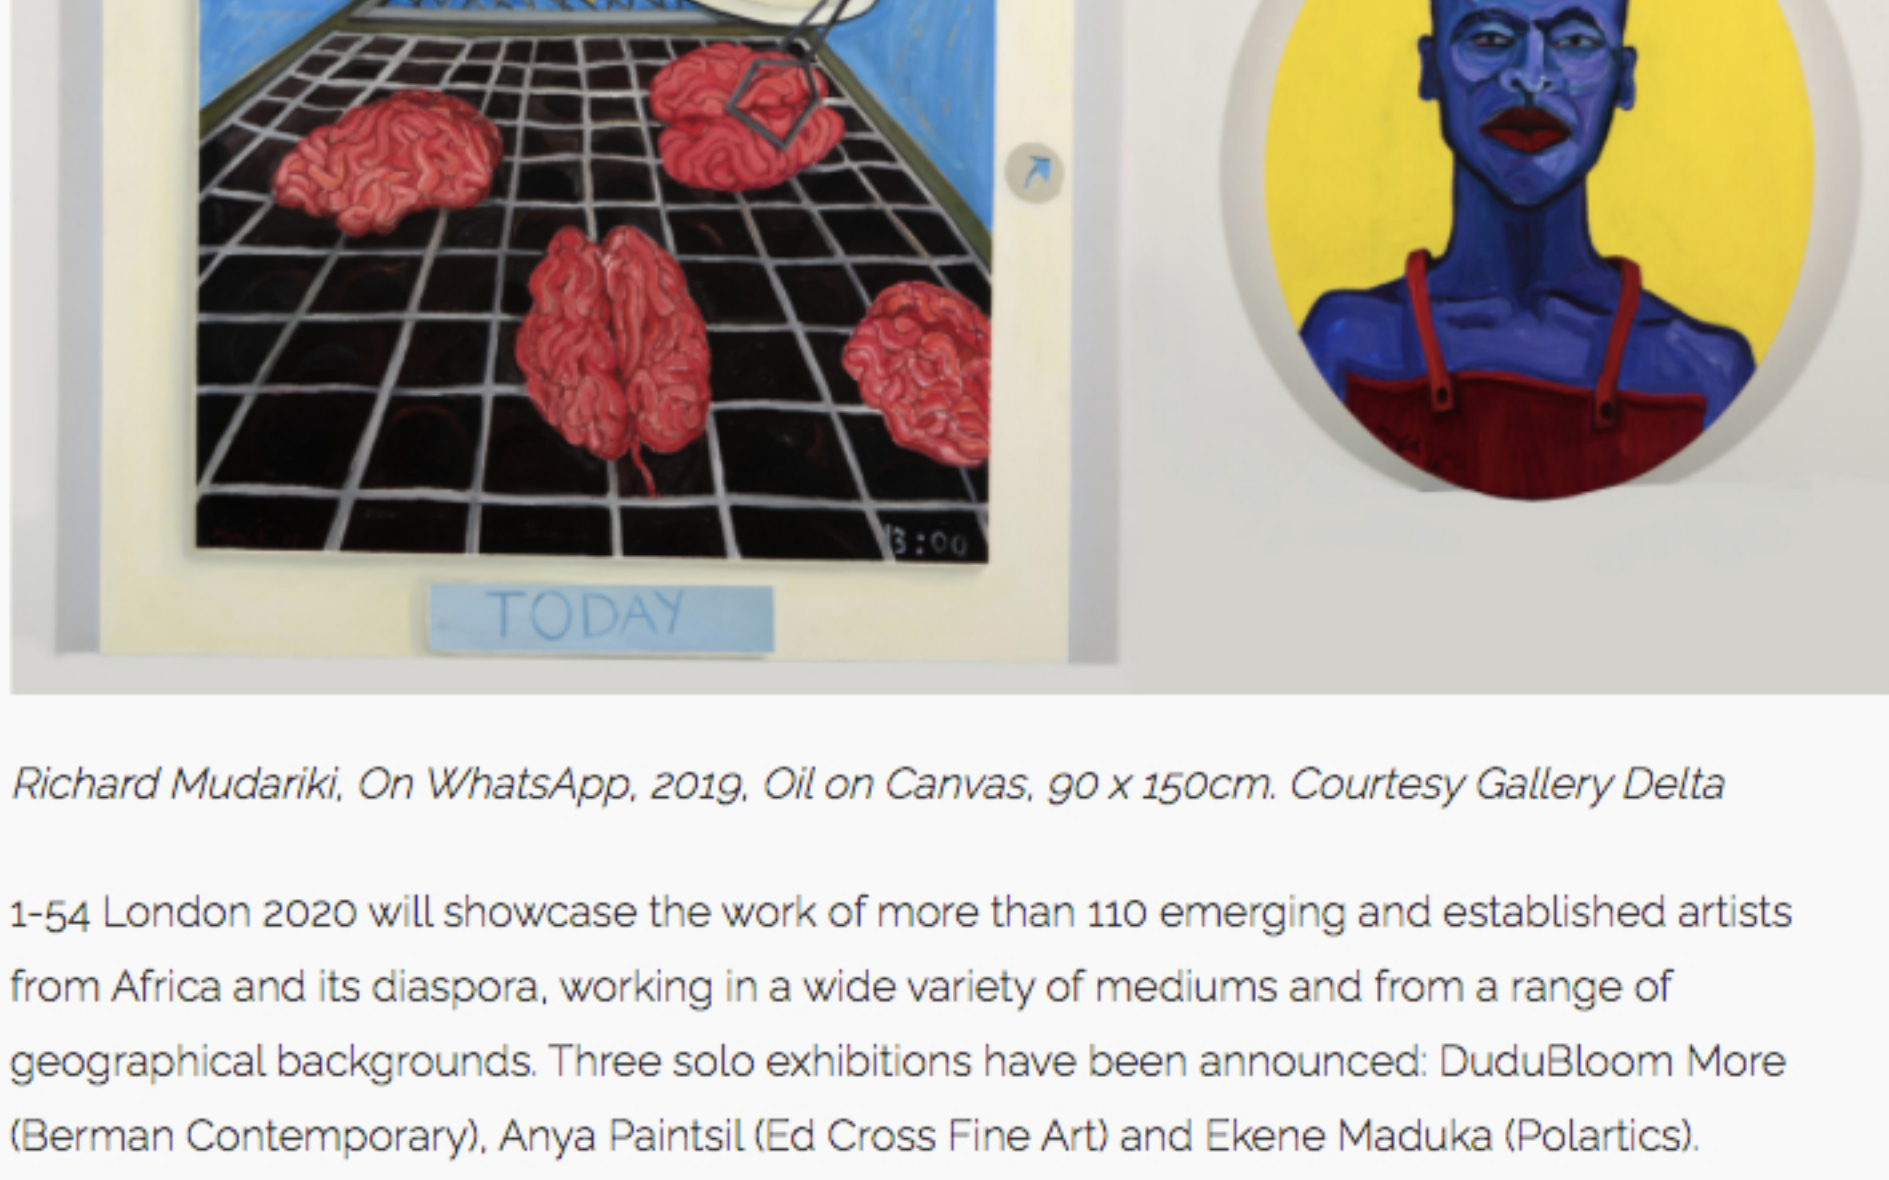 13:00
TODAY
Richard Mudariki, On WhatsApp, 2019, Oil on Canvas, 90 x 150cm. Courtesy Gallery Delta
1-54 London 2020 will showcase the work of more than 110 emerging and established artists
from Africa and its diaspora, working in a wide variety of mediums and from a range of
geographical backgrounds. Three solo exhibitions have been announced: DuduBloom More
(Berman Contemporary), Anya Paintsil (Ed Cross Fine Art) and Ekene Maduka (Polartics).